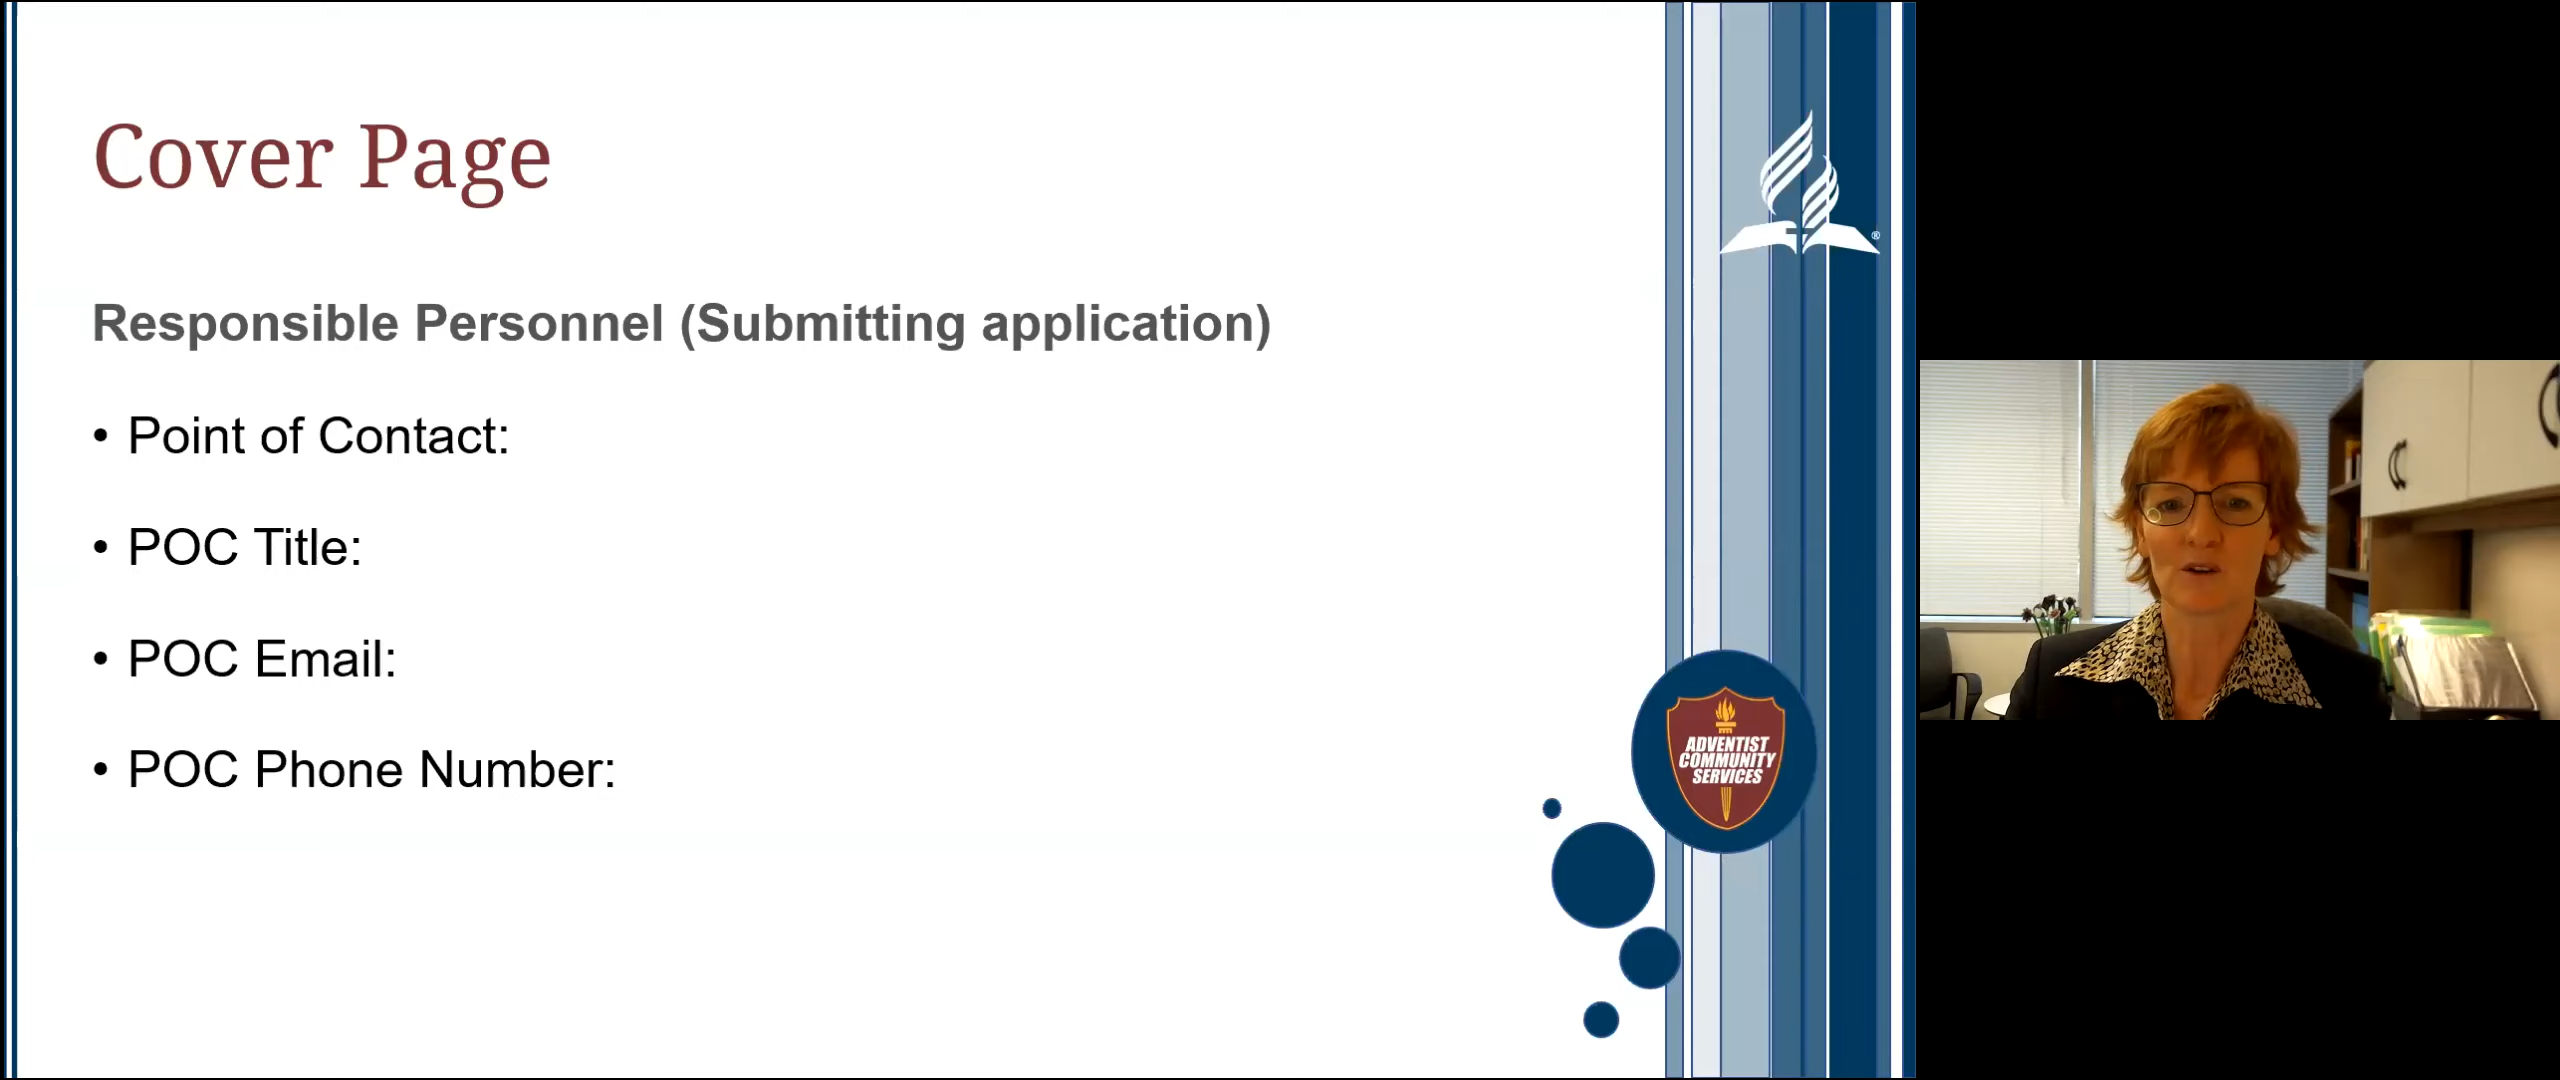 Cover Page
Responsible Personnel (Submitting application)
• Point of Contact:
• POC Title:
• POC Email:
• POC Phone Number:
®
ADVENTIST
COMMUNITY
SERVICES